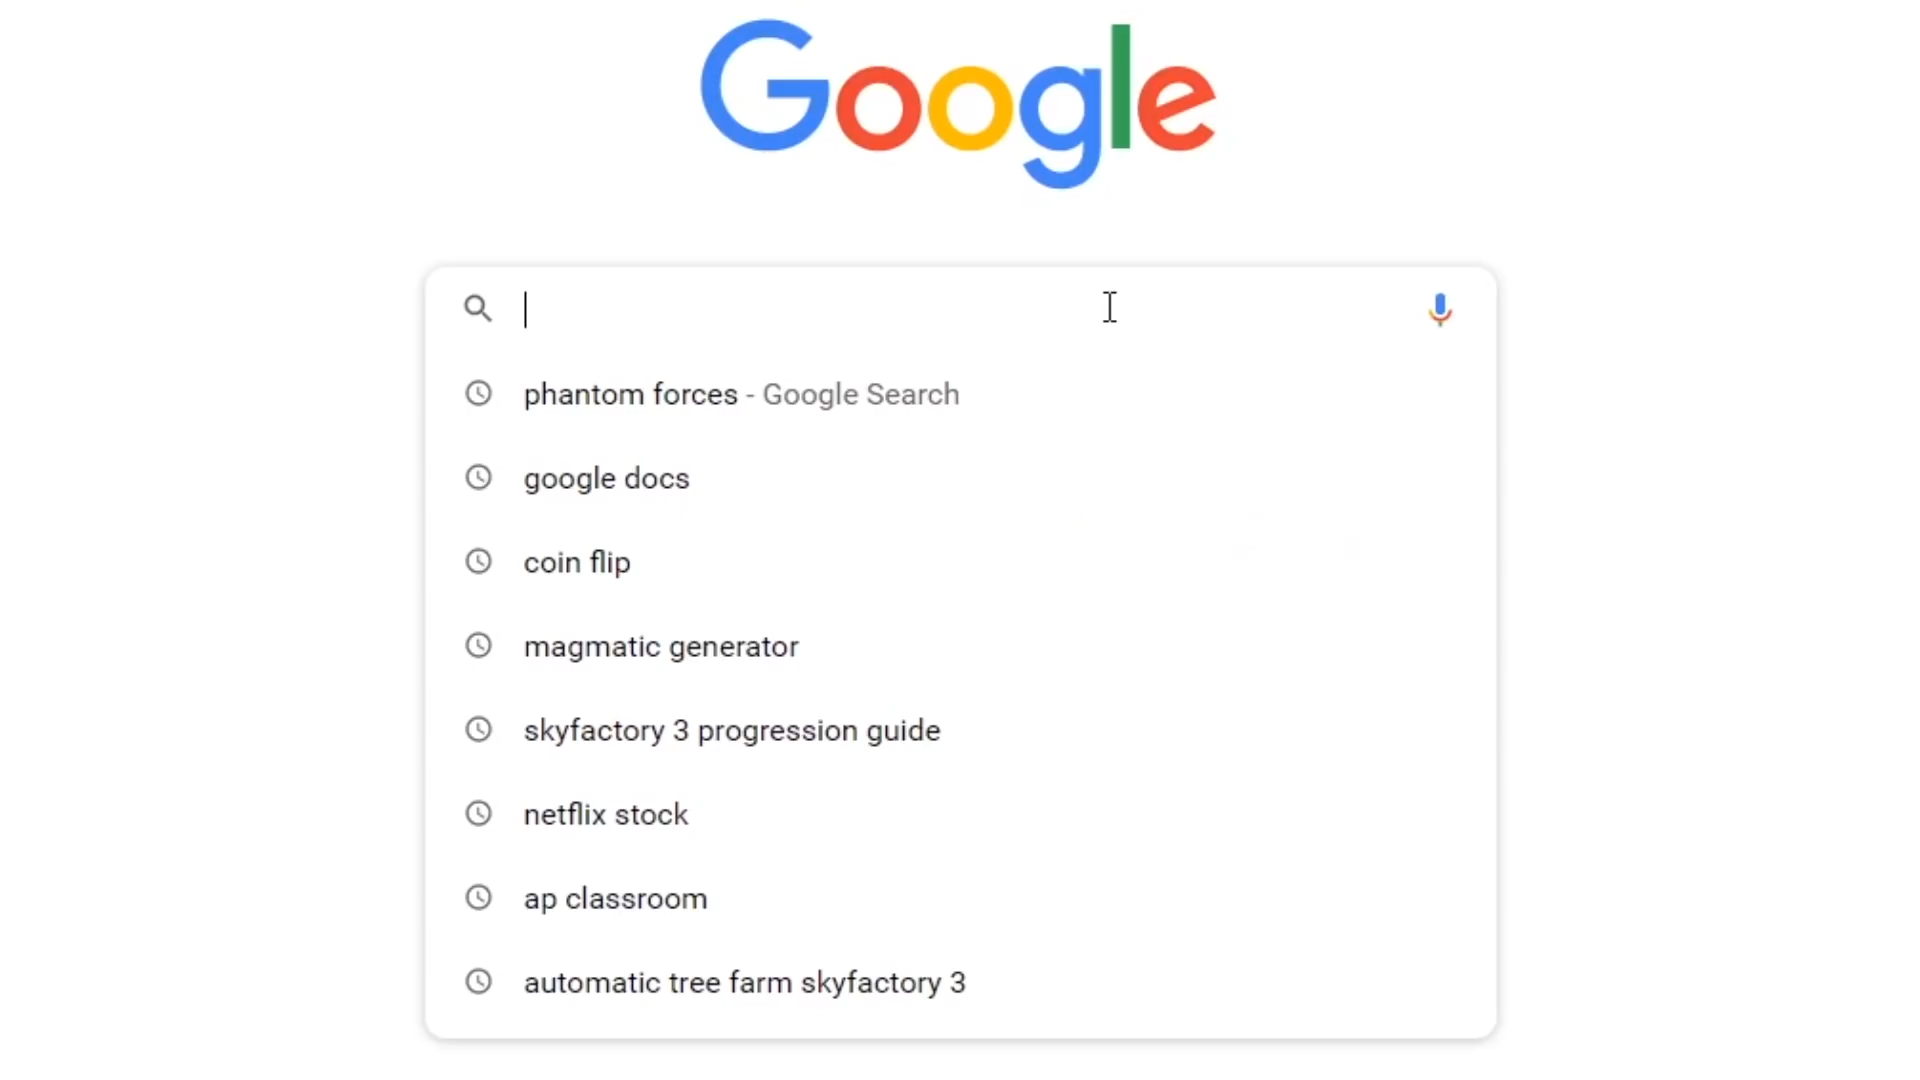 Google
phantom forces - Google Search
google docs
coin flip
magmatic generator
skyfactory 3 progression guide
netflix stock
ap classroom
automatic tree farm skyfactory 3